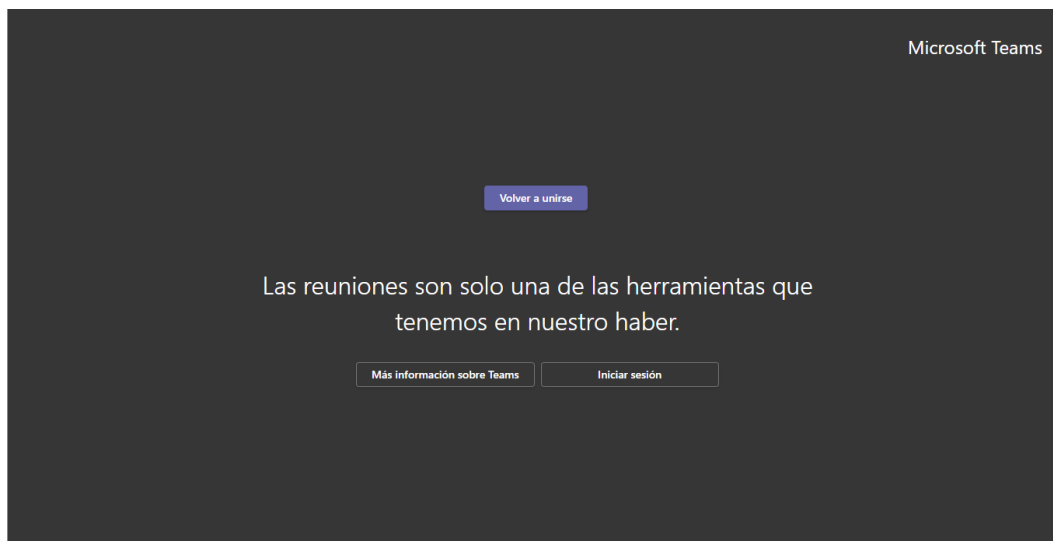 Microsoft Teams
Volver a unirse
Las reuniones son solo una de las herramientas que
tenemos en nuestro haber.
Más información sobre Teams
Iniciar sesión